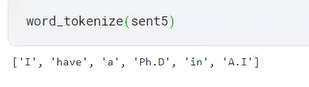 word_tokenize(sent5)
['I', 'have', 'a', 'Ph.D', 'in', 'A.I']